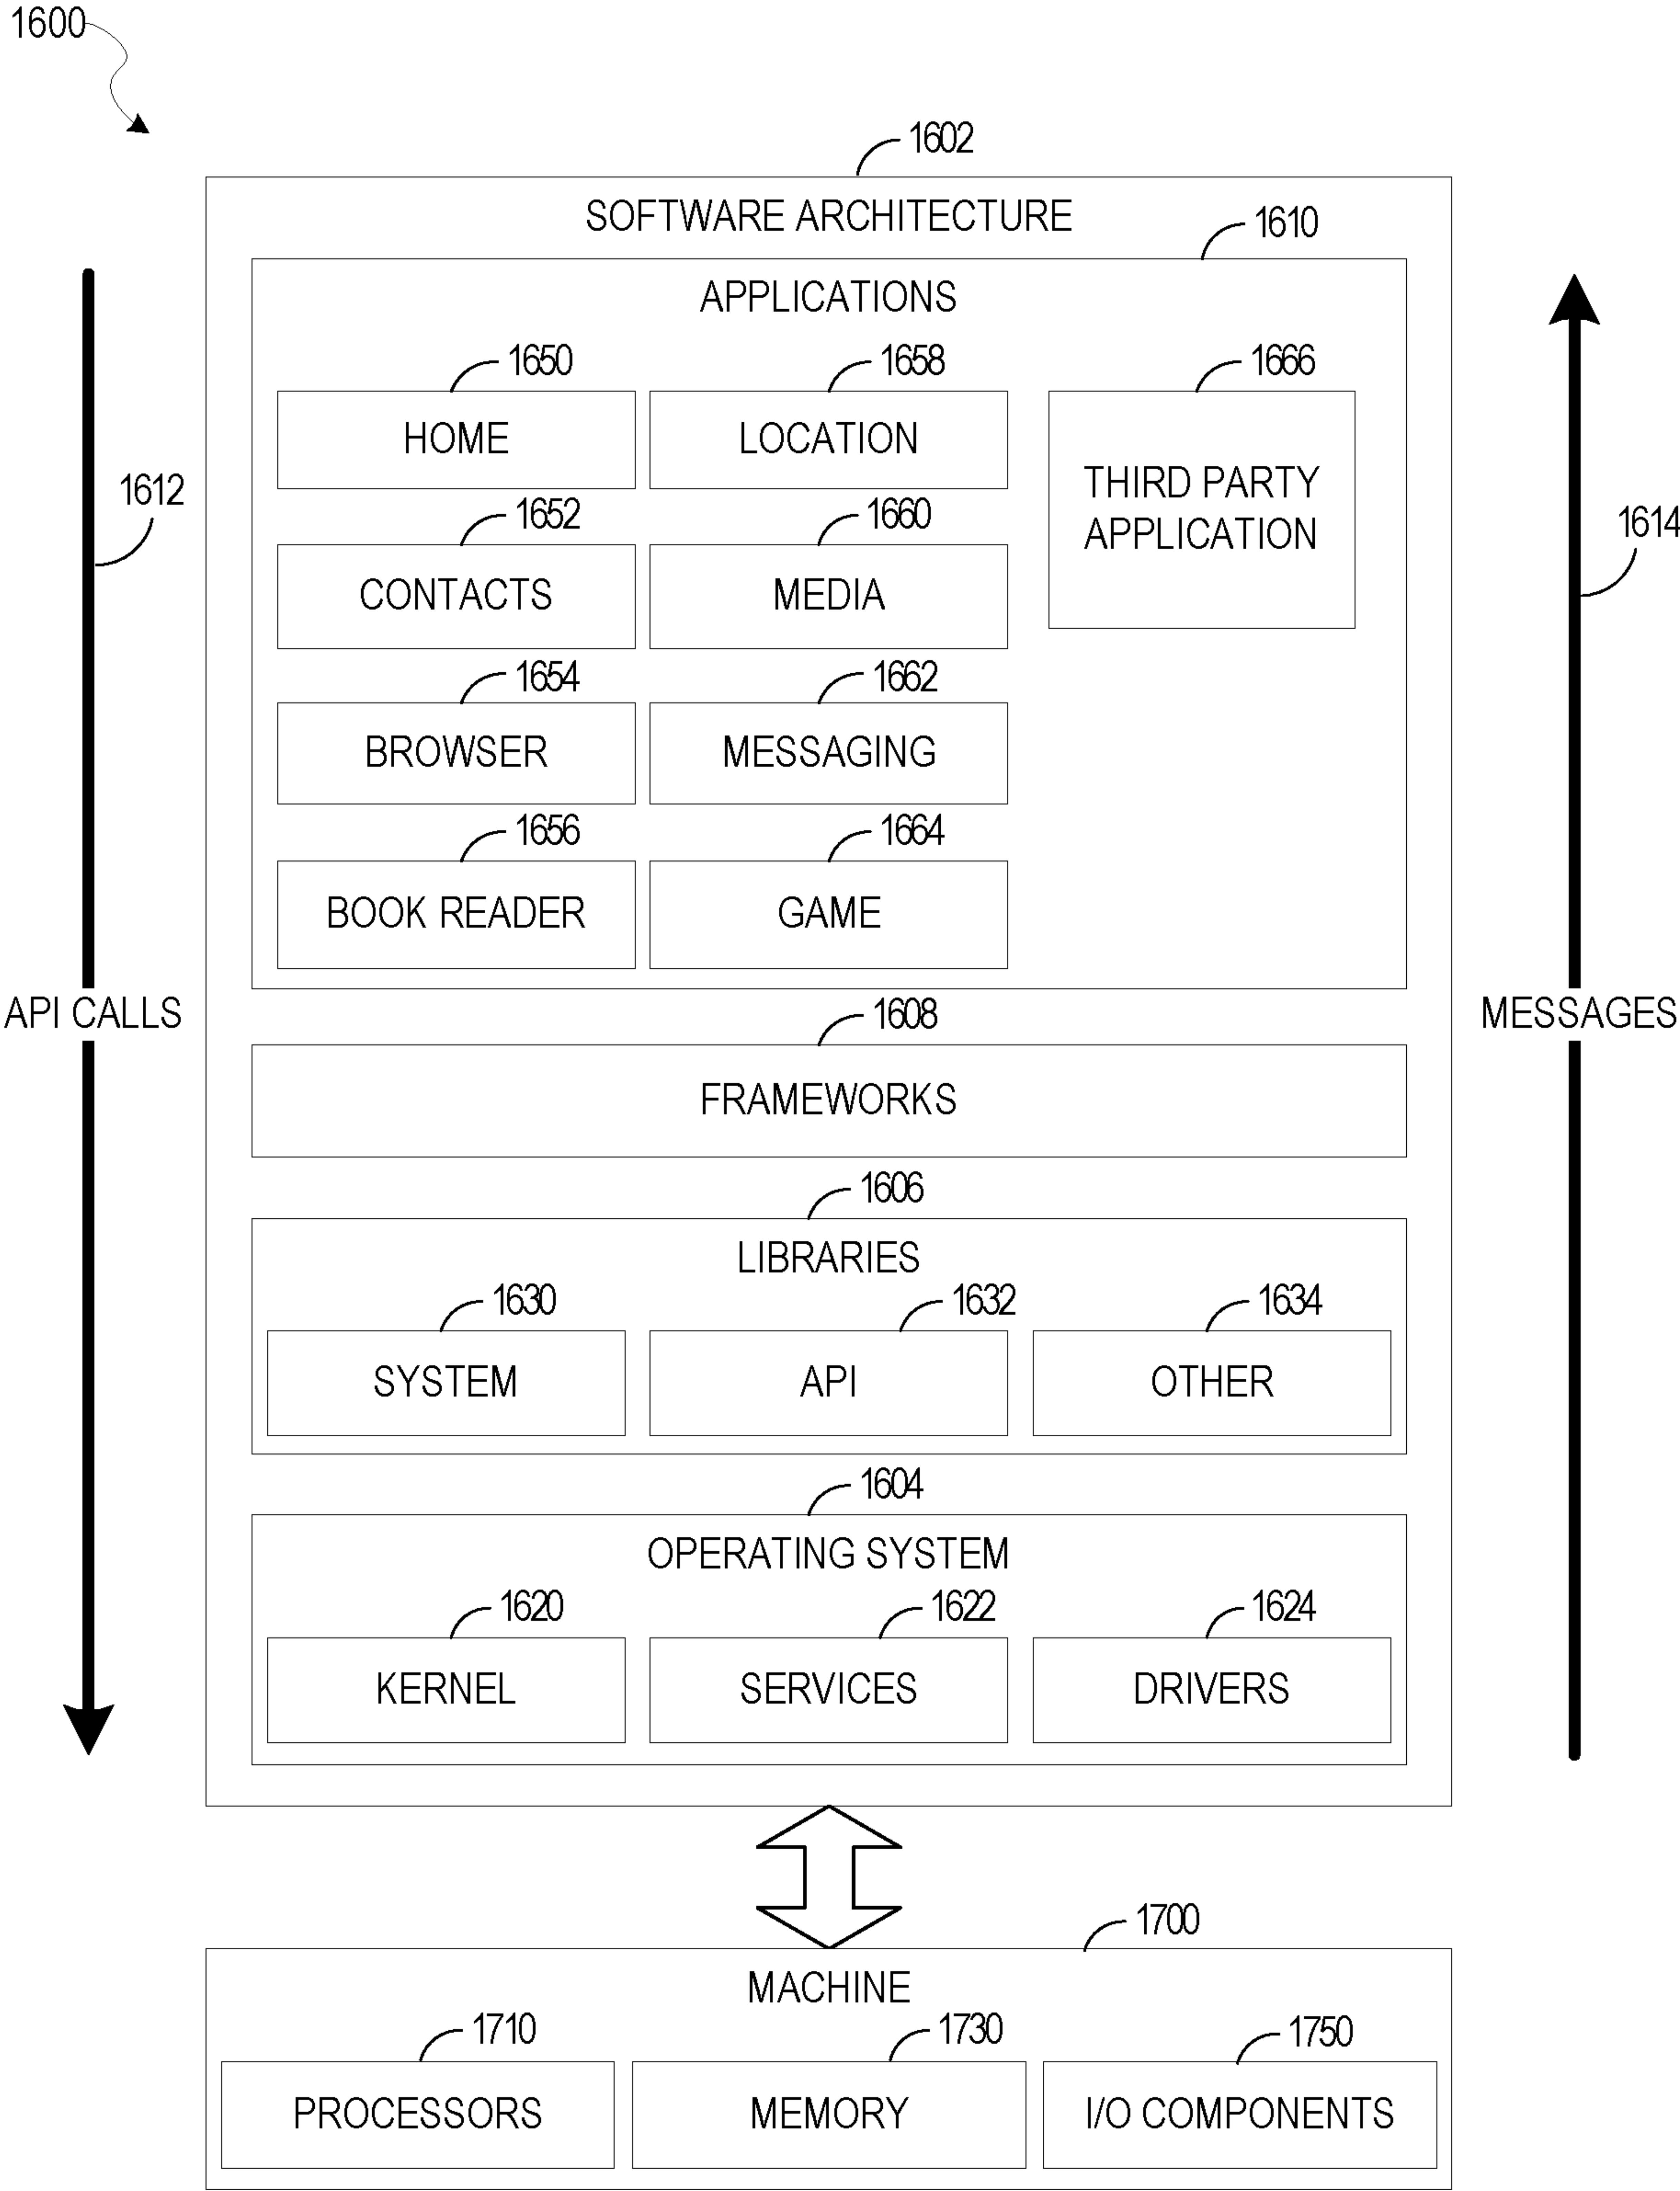 1600
1602
SOFTWARE ARCHITECTURE
1610
APPLICATIONS
1650
1658
1666
HOME
LOCATION
THIRD PARTY
APPLICATION
1612
1614
1652
1660
CONTACTS
MEDIA
1654
1662
BROWSER
MESSAGING
1656
1664
BOOK READER
GAME
API CALLS
MESSAGES
1608
FRAMEWORKS
1606
LIBRARIES
1630
1632
1634
SYSTEM
API
OTHER
1604
OPERATING SYSTEM
1620
1622
1624
KERNEL
SERVICES
DRIVERS
1700
MACHINE
1710
1730
1750
PROCESSORS
MEMORY
I/O COMPONENTS